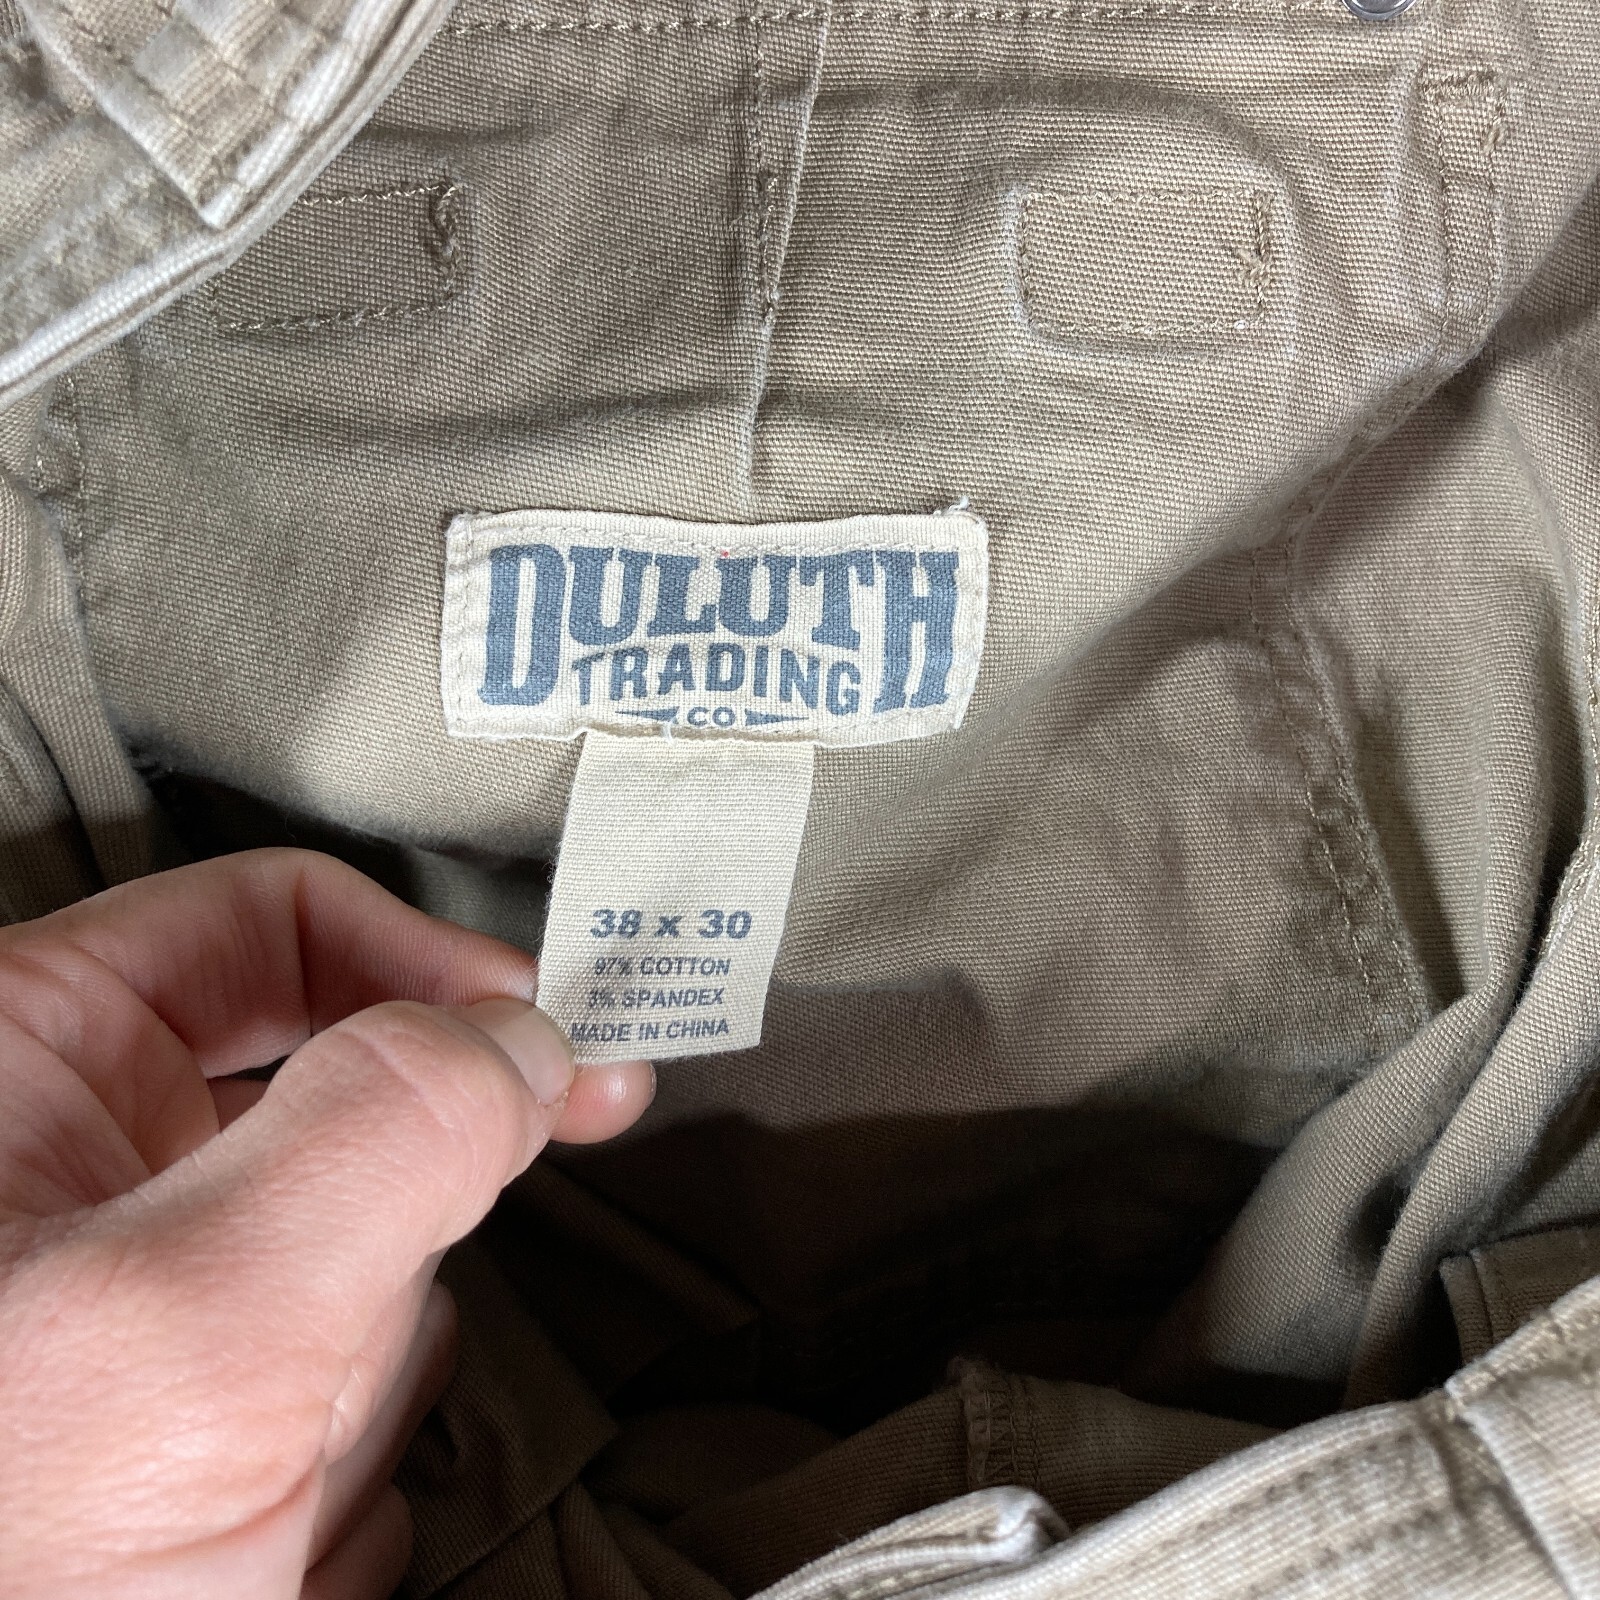 DULUTH
TRADING
CO
38 x 30
97% COTTON
3% SPANDEX
MADE IN CHINA